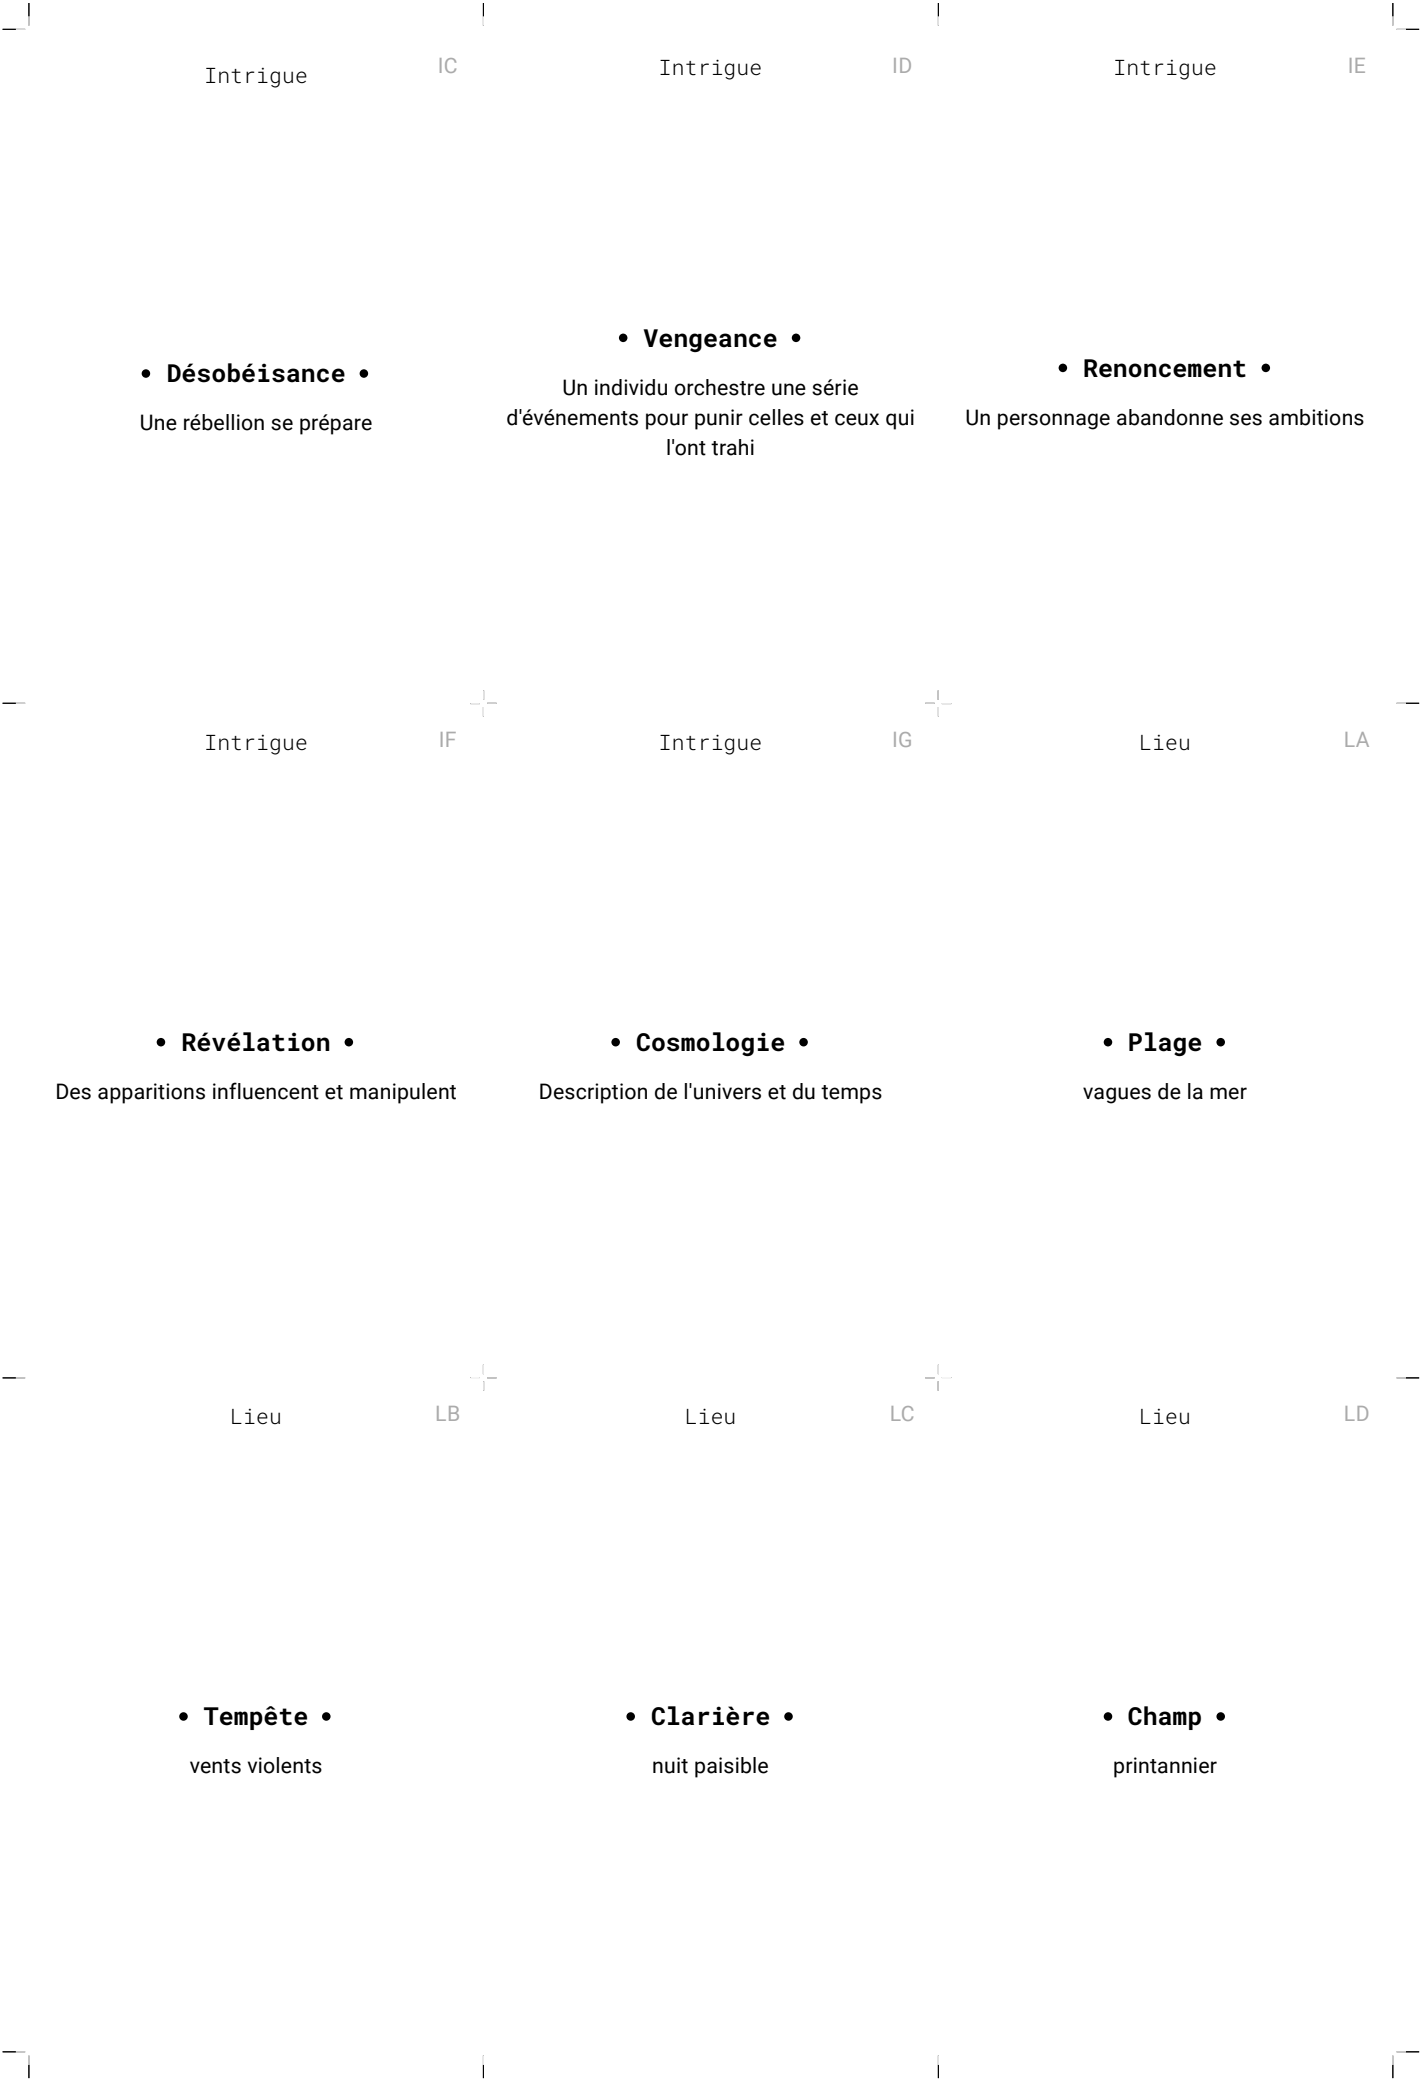 Intrigue
IC
• Désobéisance •
Une rébellion se prépare
Intrigue
ID
• Vengeance •
Un individu orchestre une série
d'événements pour punir celles et ceux qui
l'ont trahi
Intrigue
IE
• Renoncement •
Un personnage abandonne ses ambitions
Intrigue
IF
• Révélation •
Des apparitions influencent et manipulent
Intrigue
IG
• Cosmologie •
Description de l'univers et du temps
Lieu
LA
• Plage •
vagues de la mer
Lieu
LB
• Tempête •
vents violents
Lieu
LC
• Clarière •
nuit paisible
Lieu
LD
• Champ •
printannier